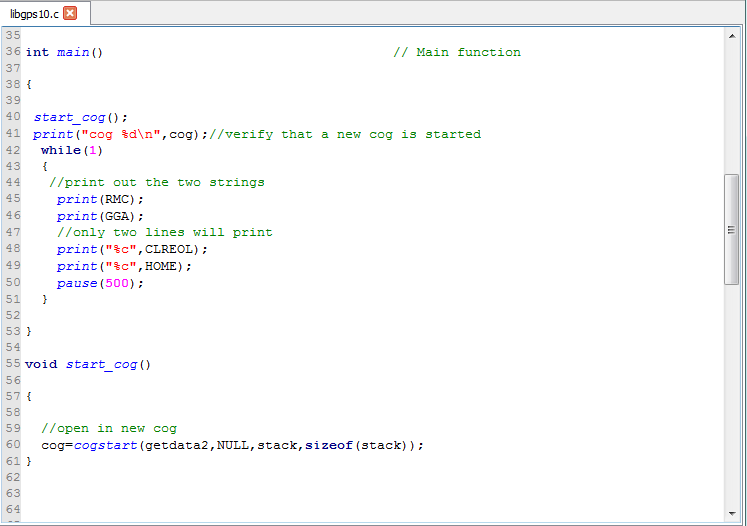 libgps10.c
35
36 int main() // Main function
37
38 {
39
40 start_cog();
41 print("cog %d\n",cog);//verify that a new cog is started
42 while(1)
43 {
44 //print out the two strings
45 print(RMC);
46 print(GGA);
47 //only two lines will print
48 print("%c",CLREOL);
49 print("%c",HOME);
50 pause(500);
51 }
52
53 }
54
55 void start_cog()
56
57 {
58
59 //open in new cog
60 cog=cogstart(getdata2,NULL,stack,sizeof(stack));
61 }
62
63
64